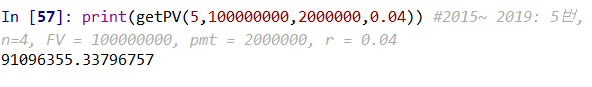 In [57]: print(getPV(5,100000000,2000000,0.04)) #2015~ 2019: 5번,
n=4, FV = 100000000, pmt = 2000000, r = 0.04
91096355.33796757